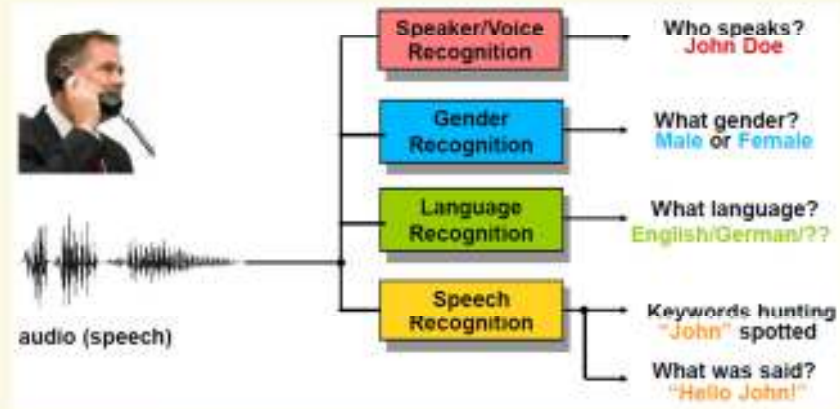 Speaker/Voice
Recognition
Who speaks?
John Doe
Gender
Recognition
What gender?
Male or Female
Language
Recognition
What language?
English/German/??
Speech
Recognition
Keywords hunting
"John" spotted
What was said?
"Hello John!"
audio (speech)